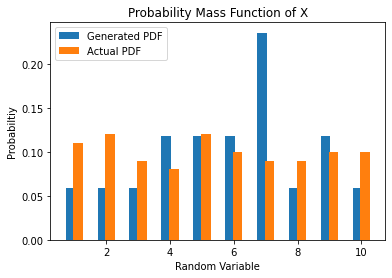 Probability Mass Function of X
Generated PDF
Actual PDF
0.20
0.15
0.10
0.05
0.00
Probabiltiy
2 4 6 8 10
Random Variable